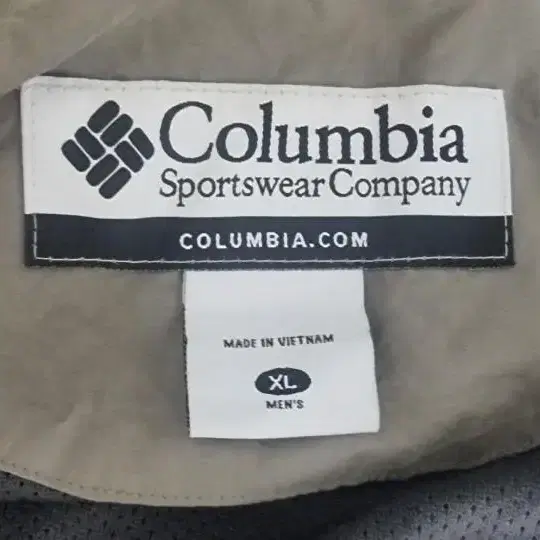 Columbia
Sportswear Company
COLUMBIA.COM
MADE IN VIETNAM
XL
MEN'S